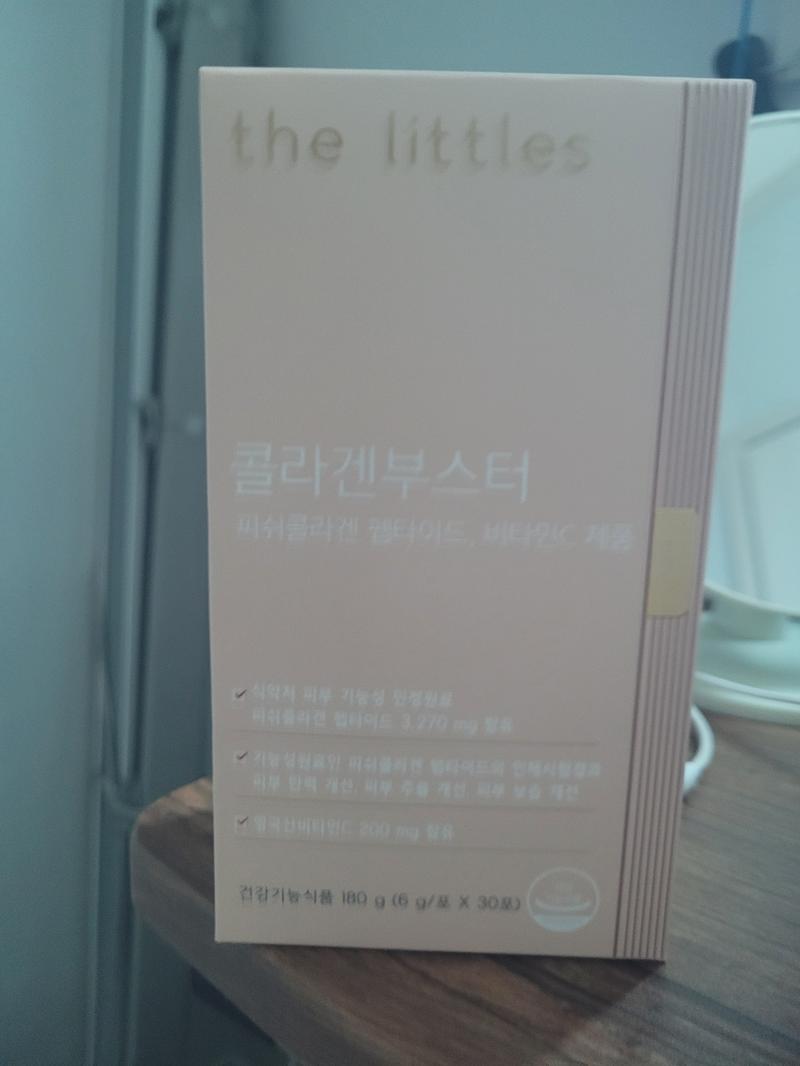 the littles
콜라겐부스터
피쉬콜라겐 펩타이드, 비타민C 제품
식약처 피부 기능성 인정원료
피쉬콜라겐 펩타이드 3,270 mg 함유
기능성원료인 피쉬콜라겐 펩타이드의 인체시험결과
피부 탄력 개선, 피부 주름 개선, 피부 보습 개선
영국산비타민C 200 mg 함유
건강기능식품 180 g (6 g/포 X 30포)